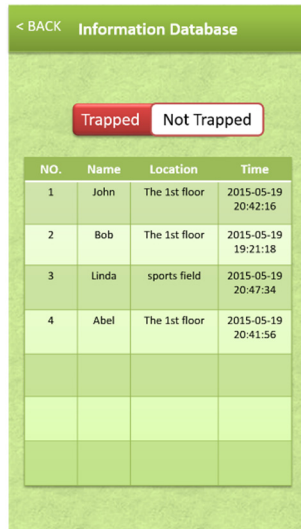 < BACK Information Database
Trapped Not Trapped
NO. Name Location Time
1 John The 1st floor 2015-05-19
20:42:16
2 Bob The 1st floor 2015-05-19
19:21:18
3 Linda sports field 2015-05-19
20:47:34
4 Abel The 1st floor 2015-05-19
20:41:56